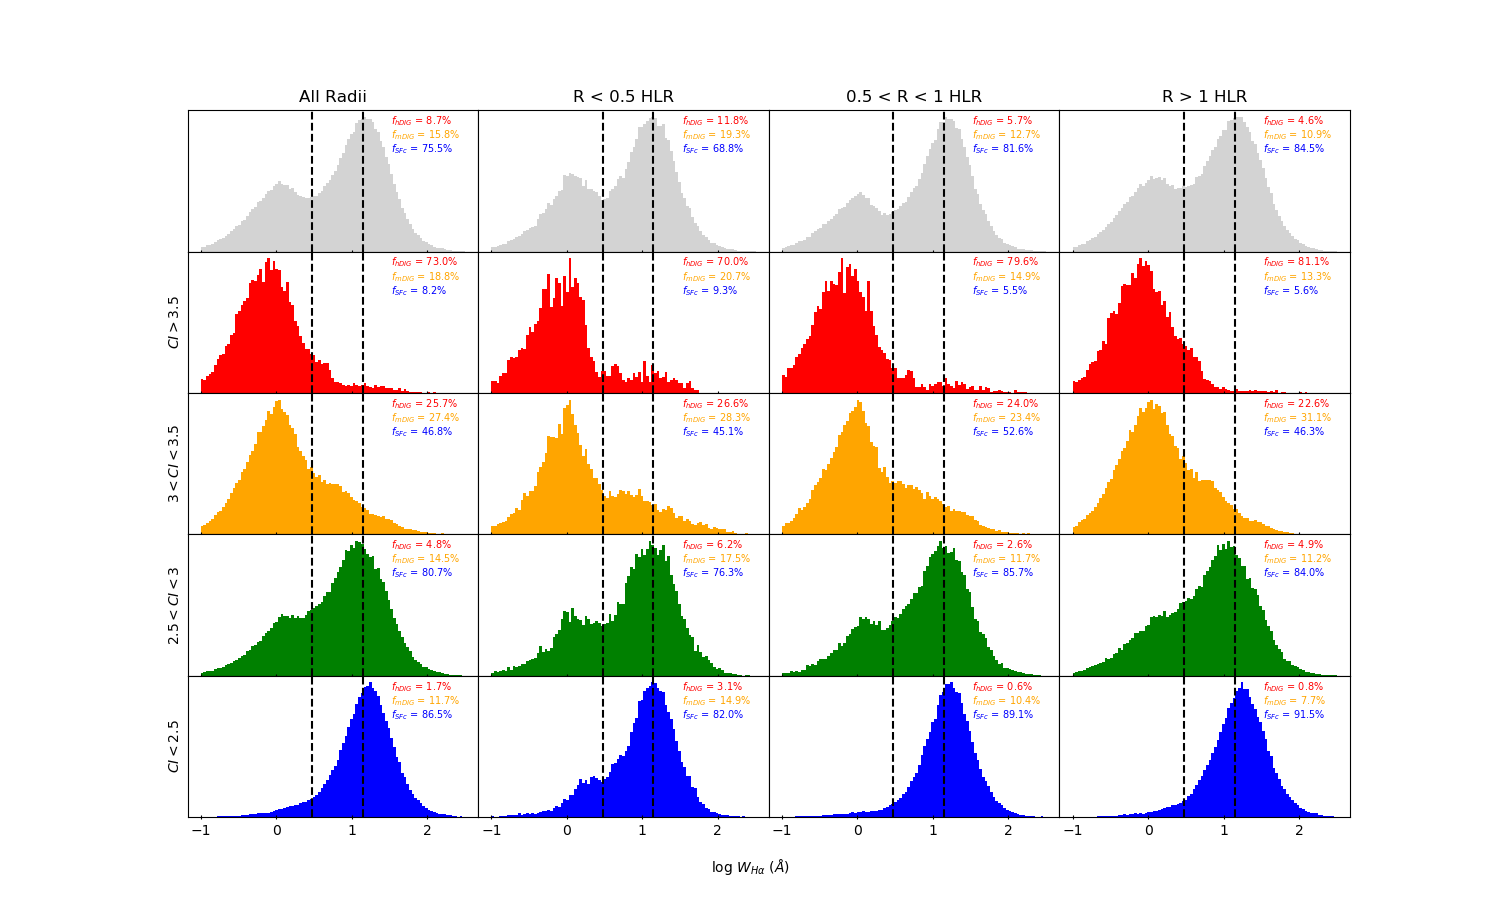 All Radii
R < 0.5 HLR
0.5 < R < 1 HLR
R > 1 HLR
f_hDIG = 8.7%
f_mDIG = 15.8%
f_SFc = 75.5%
f_hDIG = 11.8%
f_mDIG = 19.3%
f_SFc = 68.8%
f_hDIG = 5.7%
f_mDIG = 12.7%
f_SFc = 81.6%
f_hDIG = 4.6%
f_mDIG = 10.9%
f_SFc = 84.5%
CI > 3.5
f_hDIG = 73.0%
f_mDIG = 18.8%
f_SFc = 8.2%
f_hDIG = 70.0%
f_mDIG = 20.7%
f_SFc = 9.3%
f_hDIG = 79.6%
f_mDIG = 14.9%
f_SFc = 5.5%
f_hDIG = 81.1%
f_mDIG = 13.3%
f_SFc = 5.6%
3 < CI < 3.5
f_hDIG = 25.7%
f_mDIG = 27.4%
f_SFc = 46.8%
f_hDIG = 26.6%
f_mDIG = 28.3%
f_SFc = 45.1%
f_hDIG = 24.0%
f_mDIG = 23.4%
f_SFc = 52.6%
f_hDIG = 22.6%
f_mDIG = 31.1%
f_SFc = 46.3%
2.5 < CI < 3
f_hDIG = 4.8%
f_mDIG = 14.5%
f_SFc = 80.7%
f_hDIG = 6.2%
f_mDIG = 17.5%
f_SFc = 76.3%
f_hDIG = 2.6%
f_mDIG = 11.7%
f_SFc = 85.7%
f_hDIG = 4.9%
f_mDIG = 11.2%
f_SFc = 84.0%
CI < 2.5
f_hDIG = 1.7%
f_mDIG = 11.7%
f_SFc = 86.5%
f_hDIG = 3.1%
f_mDIG = 14.9%
f_SFc = 82.0%
f_hDIG = 0.6%
f_mDIG = 10.4%
f_SFc = 89.1%
f_hDIG = 0.8%
f_mDIG = 7.7%
f_SFc = 91.5%
−1 0 1 2 −1 0 1 2 −1 0 1 2 −1 0 1 2
log W_Hα (Å)